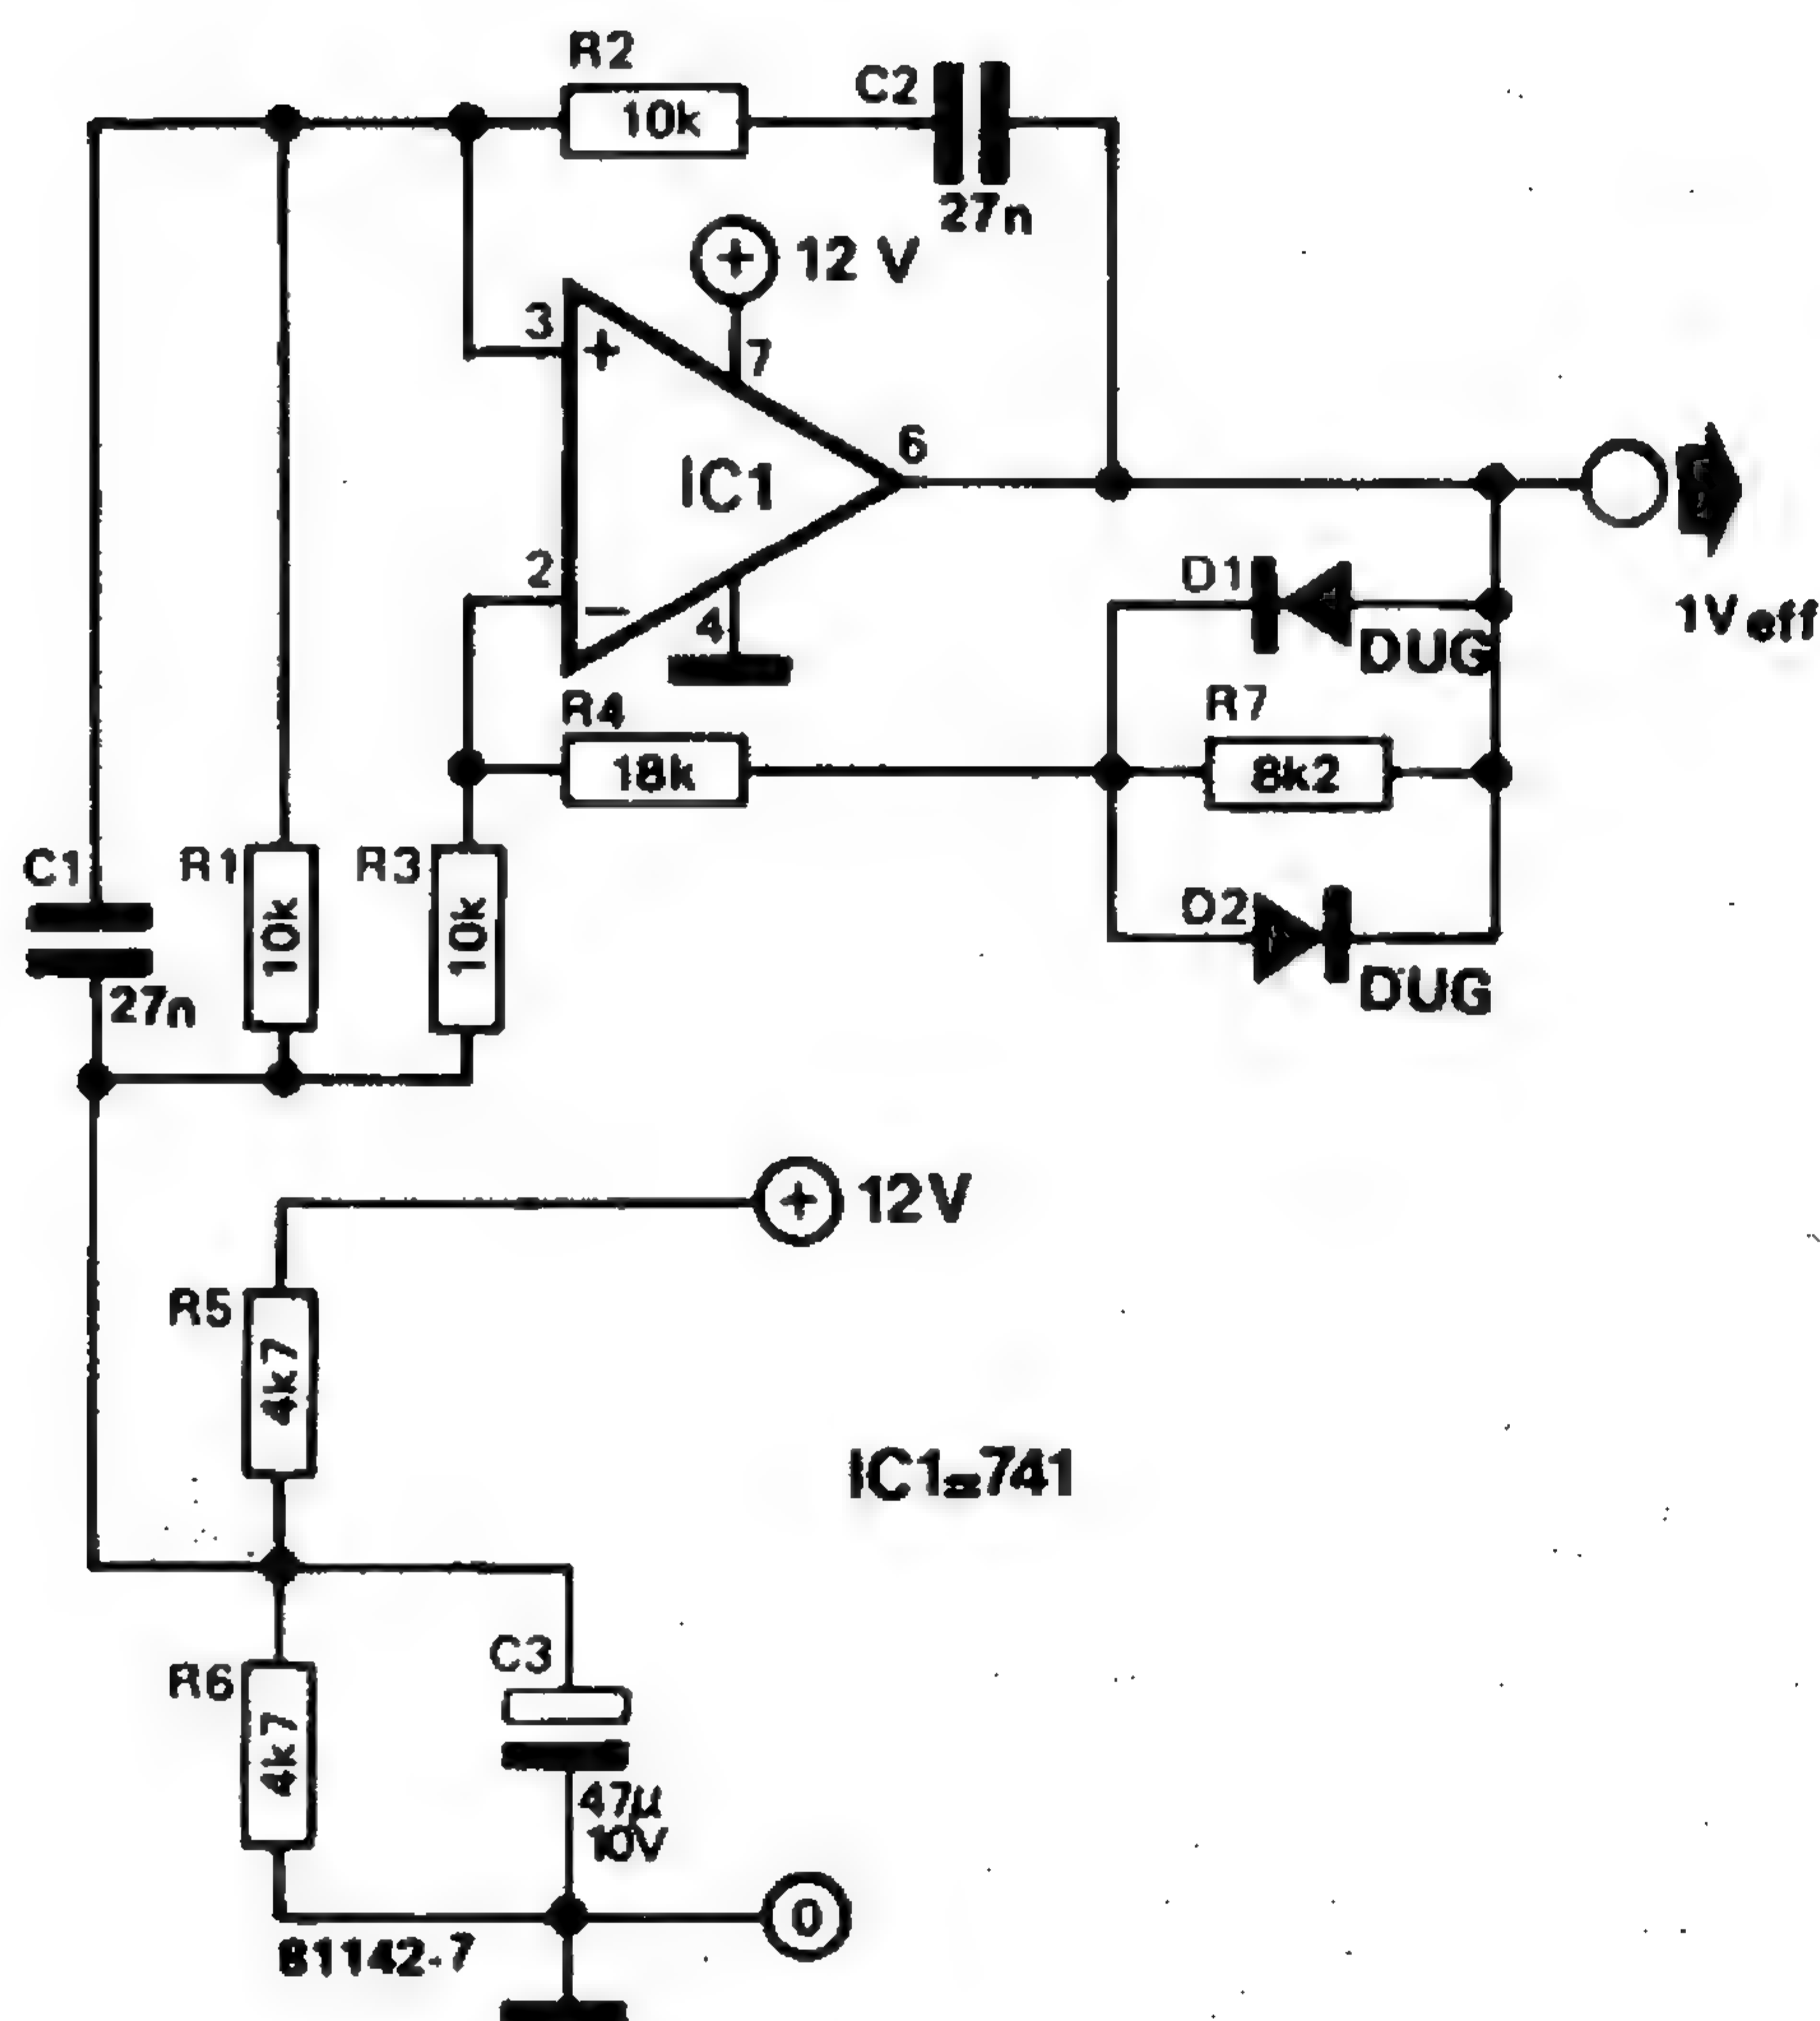 R2
10k
C2
27n
+ 12 V
3
+
7
IC1
6
2
−
4
D1
DUG
1Veff
R4
18k
R7
8k2
D2
DUG
C1
27n
R1
10k
R3
10k
+ 12V
R5
4k7
IC1=741
R6
4k7
C3
47µ
10V
0
81142-7